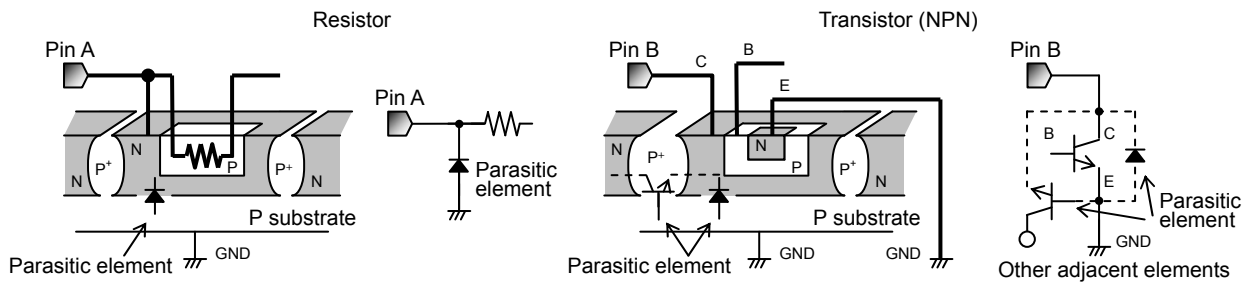 Resistor
Pin A
N
N
P+
P
P+
N
P substrate
GND
Parasitic element
Pin A
Parasitic
element
Transistor (NPN)
Pin B
C
B
E
N
P+
N
P
P+
N
P substrate
GND
GND
Parasitic element
Pin B
B
C
E
Parasitic
element
GND
Other adjacent elements